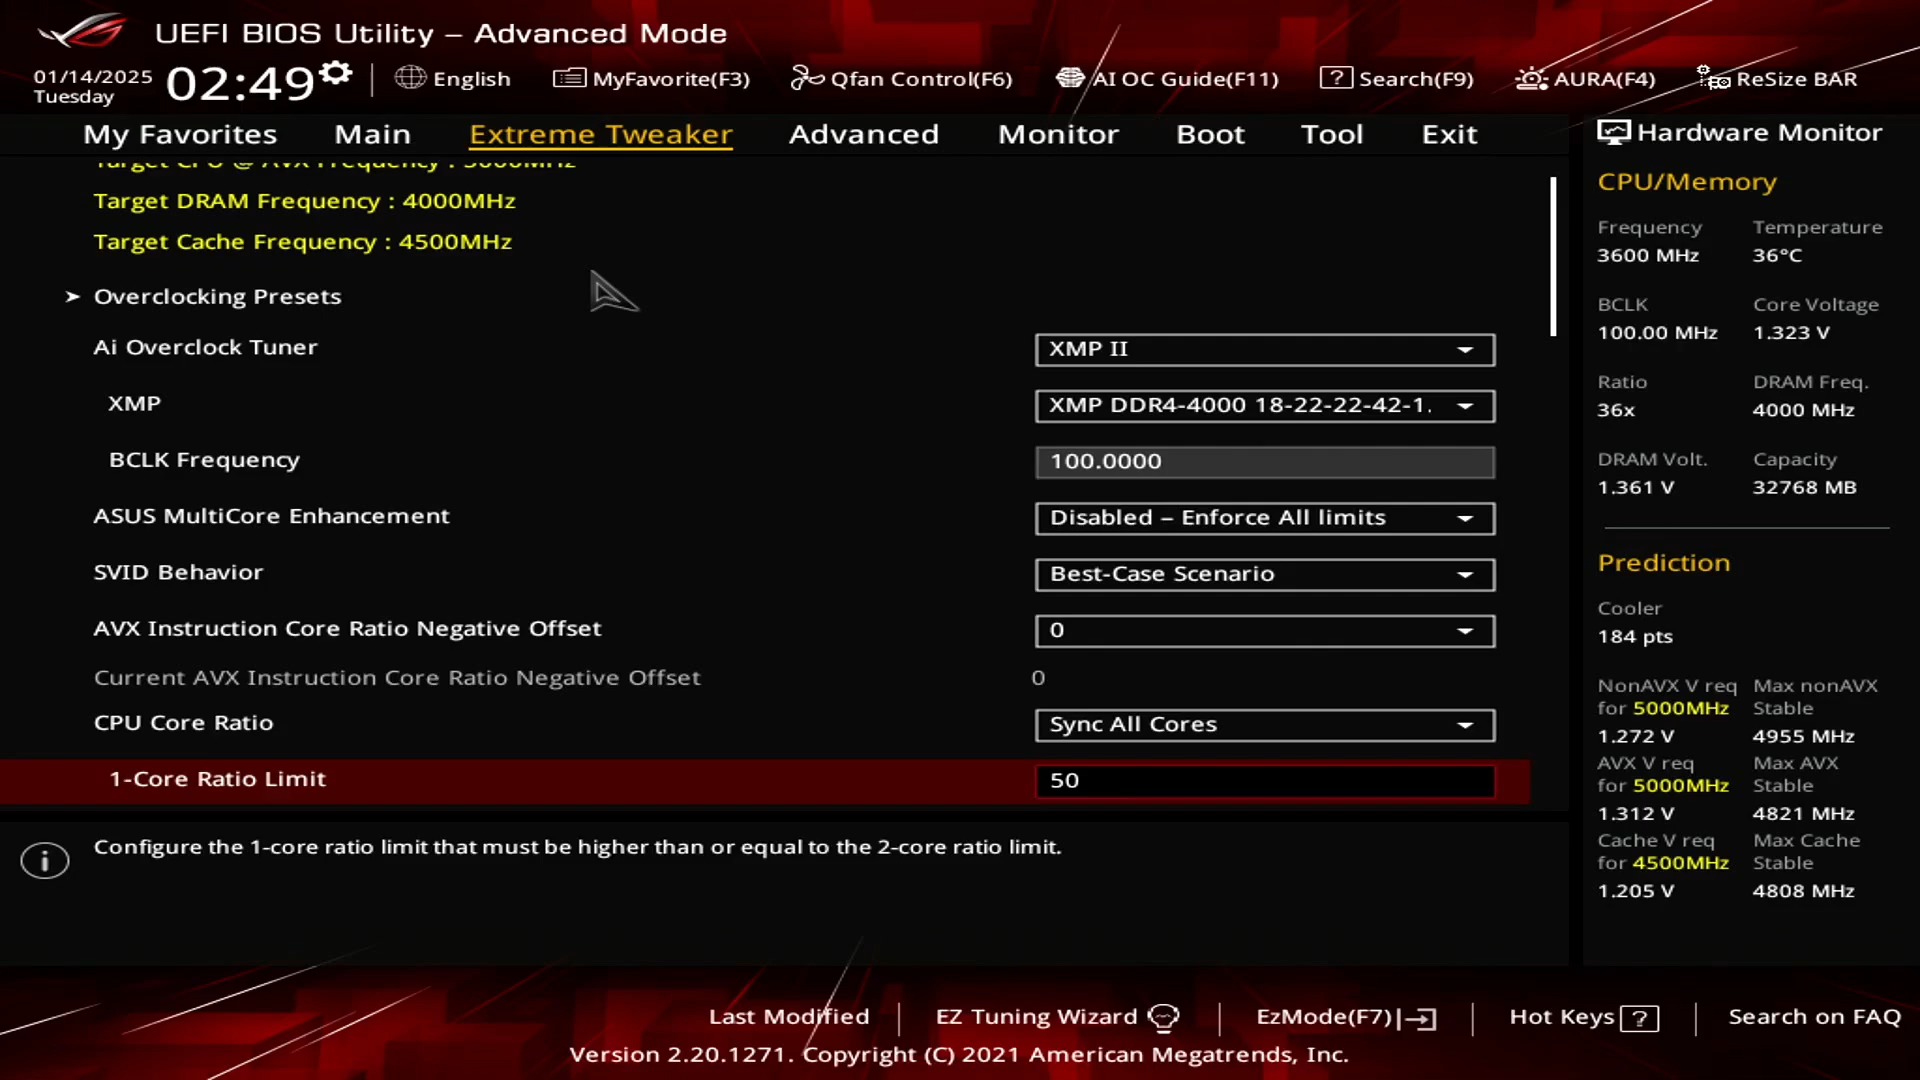 UEFI BIOS Utility – Advanced Mode
01/14/2025
Tuesday
02:49
English
MyFavorite(F3)
Qfan Control(F6)
AI OC Guide(F11)
Search(F9)
AURA(F4)
ReSize BAR
My Favorites
Main
Extreme Tweaker
Advanced
Monitor
Boot
Tool
Exit
Target CPU @ AVX Frequency : 5000MHz
Target DRAM Frequency : 4000MHz
Target Cache Frequency : 4500MHz
Overclocking Presets
Ai Overclock Tuner
XMP II
XMP
XMP DDR4-4000 18-22-22-42-1.
BCLK Frequency
100.0000
ASUS MultiCore Enhancement
Disabled – Enforce All limits
SVID Behavior
Best-Case Scenario
AVX Instruction Core Ratio Negative Offset
0
Current AVX Instruction Core Ratio Negative Offset
0
CPU Core Ratio
Sync All Cores
1-Core Ratio Limit
50
Configure the 1-core ratio limit that must be higher than or equal to the 2-core ratio limit.
Hardware Monitor
CPU/Memory
Frequency
Temperature
3600 MHz
36°C
BCLK
Core Voltage
100.00 MHz
1.323 V
Ratio
DRAM Freq.
36x
4000 MHz
DRAM Volt.
Capacity
1.361 V
32768 MB
Prediction
Cooler
184 pts
NonAVX V req
Max nonAVX
for 5000MHz
Stable
1.272 V
4955 MHz
AVX V req
Max AVX
for 5000MHz
Stable
1.312 V
4821 MHz
Cache V req
Max Cache
for 4500MHz
Stable
1.205 V
4808 MHz
Last Modified
EZ Tuning Wizard
EzMode(F7)
Hot Keys ?
Search on FAQ
Version 2.20.1271. Copyright (C) 2021 American Megatrends, Inc.